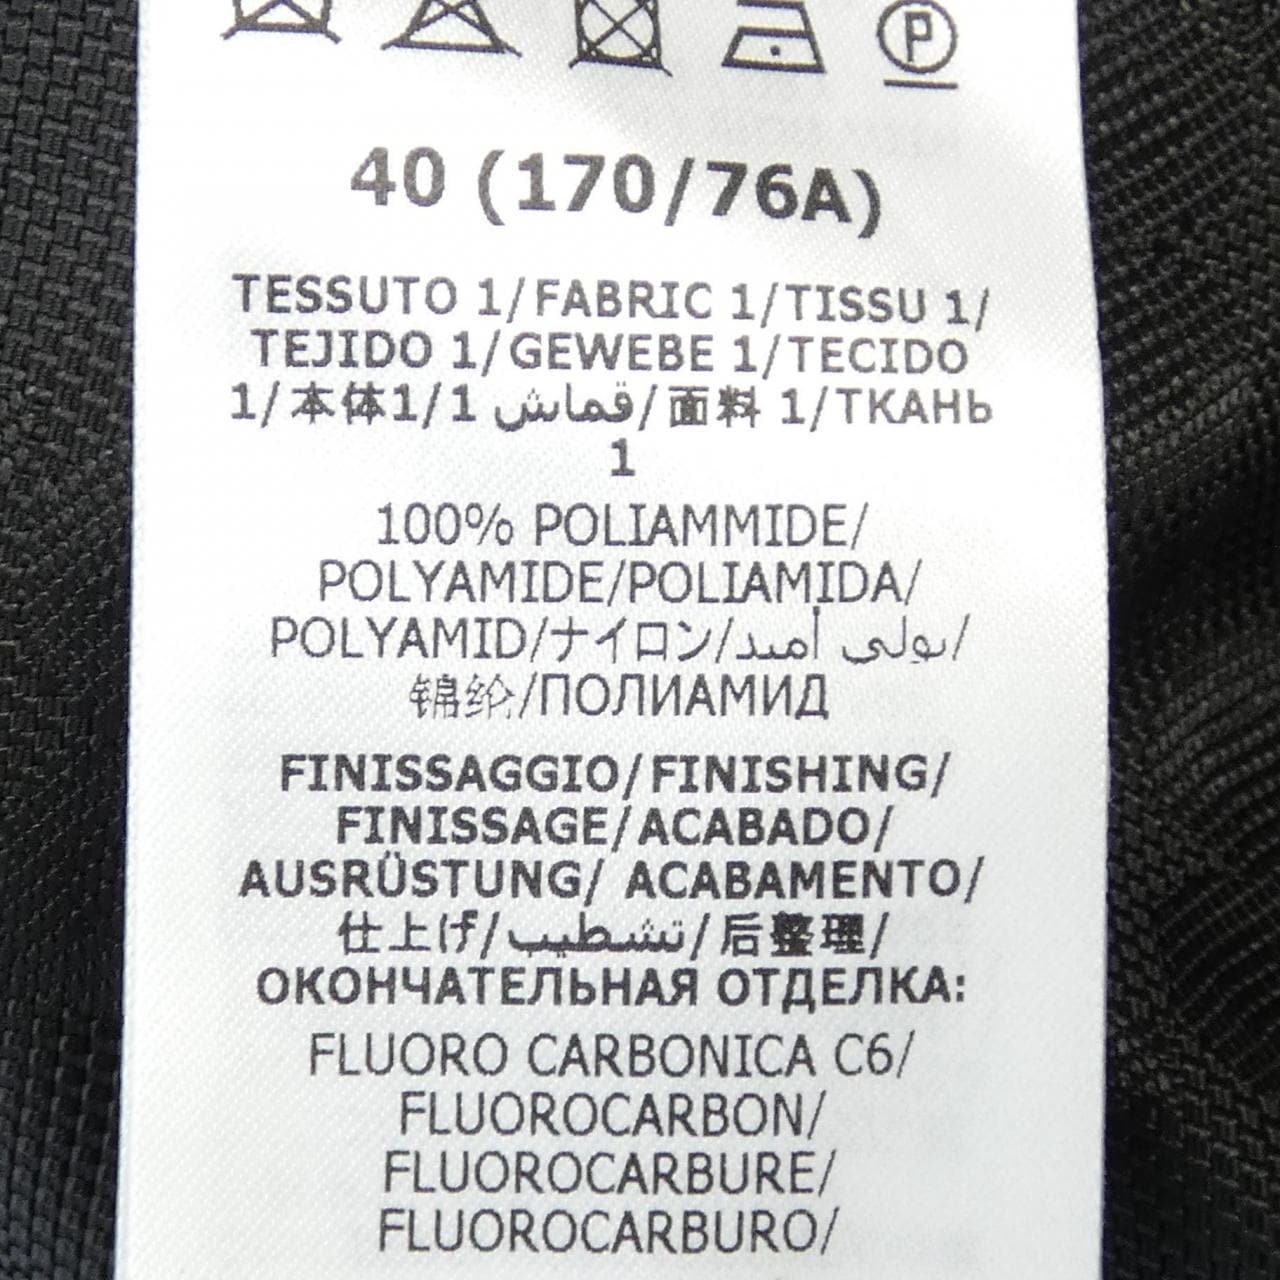 P
40 (170/76A)
TESSUTO 1/FABRIC 1/TISSU 1/
TEJIDO 1/GEWEBE 1/TECIDO
1/本体1/1 قماش/面料 1/ТКАНЬ
1
100% POLIAMMIDE/
POLYAMIDE/POLIAMIDA/
POLYAMID/ナイロン/بولي أميد/
锦纶/ПОЛИАМИД
FINISSAGGIO/FINISHING/
FINISSAGE/ACABADO/
AUSRÜSTUNG/ ACABAMENTO/
仕上げ/تشطيب/后整理/
ОКОНЧАТЕЛЬНАЯ ОТДЕЛКА:
FLUORO CARBONICA C6/
FLUOROCARBON/
FLUOROCARBURE/
FLUOROCARBURO/